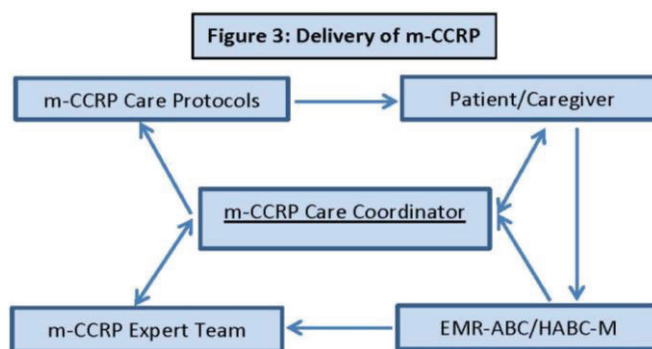 Figure 3: Delivery of m-CCRP
m-CCRP Care Protocols
Patient/Caregiver
m-CCRP Care Coordinator
m-CCRP Expert Team
EMR-ABC/HABC-M